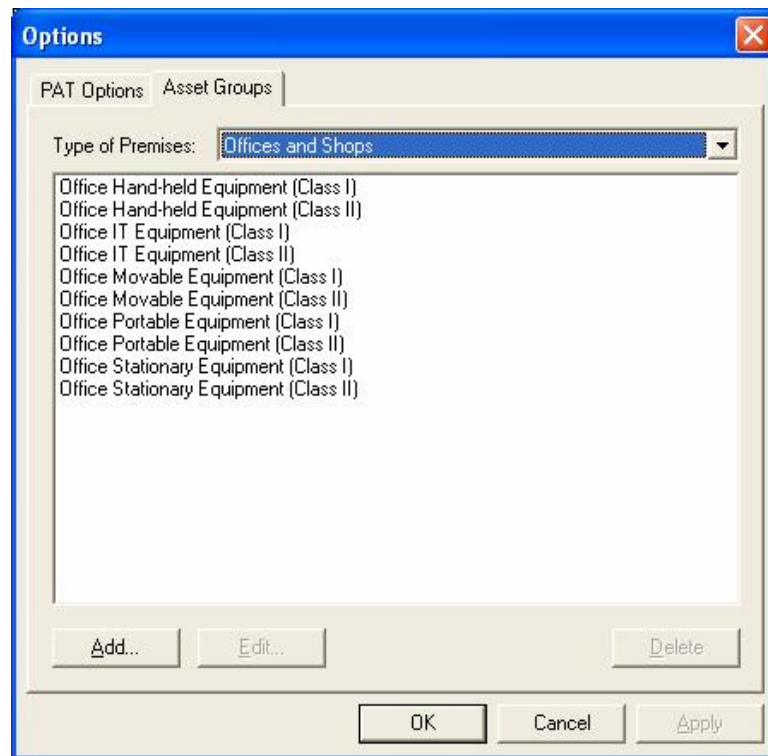 Options
PAT Options Asset Groups
Type of Premises: Offices and Shops
Office Hand-held Equipment (Class I)
Office Hand-held Equipment (Class II)
Office IT Equipment (Class I)
Office IT Equipment (Class II)
Office Movable Equipment (Class I)
Office Movable Equipment (Class II)
Office Portable Equipment (Class I)
Office Portable Equipment (Class II)
Office Stationary Equipment (Class I)
Office Stationary Equipment (Class II)
Add... Edit... Delete
OK Cancel Apply